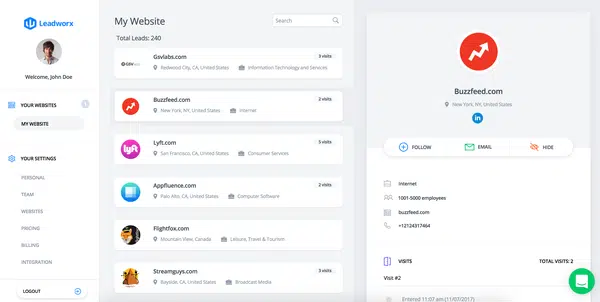 Leadworx
Welcome, John Doe
YOUR WEBSITES
MY WEBSITE
YOUR SETTINGS
PERSONAL
TEAM
WEBSITES
PRICING
BILLING
INTEGRATION
LOGOUT
My Website
Search
Total Leads: 240
GSV
Gsvlabs.com
3 visits
Redwood City, CA, United States
Information Technology and Services
Buzzfeed.com
2 visits
New York, NY, United States
Internet
lyft
Lyft.com
5 visits
San Francisco, CA, United States
Consumer Services
Appfluence.com
2 visits
Palo Alto, CA, United States
Computer Software
Flightfox.com
Mountain View, Canada
Leisure, Travel & Tourism
Streamguys.com
3 visits
Bayside, CA, United States
Broadcast Media
Buzzfeed.com
New York, NY, United States
in
FOLLOW
EMAIL
HIDE
Internet
1001-5000 employees
buzzfeed.com
+12124317464
VISITS
TOTAL VISITS: 2
Visit #2
Entered 11:07 am (11/07/2017)